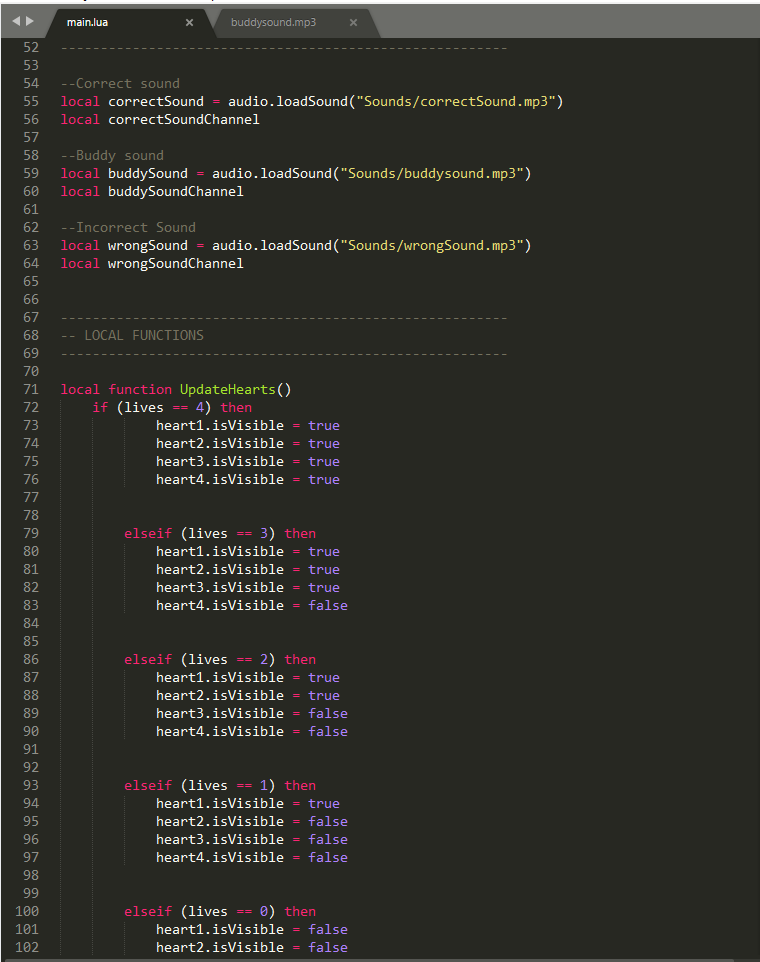 main.lua × buddysound.mp3 ×
52 --------------------------------------------------------
53
54 --Correct sound
55 local correctSound = audio.loadSound("Sounds/correctSound.mp3")
56 local correctSoundChannel
57
58 --Buddy sound
59 local buddySound = audio.loadSound("Sounds/buddysound.mp3")
60 local buddySoundChannel
61
62 --Incorrect Sound
63 local wrongSound = audio.loadSound("Sounds/wrongSound.mp3")
64 local wrongSoundChannel
65
66
67 --------------------------------------------------------
68 -- LOCAL FUNCTIONS
69 --------------------------------------------------------
70
71 local function UpdateHearts()
72     if (lives == 4) then
73             heart1.isVisible = true
74             heart2.isVisible = true
75             heart3.isVisible = true
76             heart4.isVisible = true
77
78
79         elseif (lives == 3) then
80             heart1.isVisible = true
81             heart2.isVisible = true
82             heart3.isVisible = true
83             heart4.isVisible = false
84
85
86         elseif (lives == 2) then
87             heart1.isVisible = true
88             heart2.isVisible = true
89             heart3.isVisible = false
90             heart4.isVisible = false
91
92
93         elseif (lives == 1) then
94             heart1.isVisible = true
95             heart2.isVisible = false
96             heart3.isVisible = false
97             heart4.isVisible = false
98
99
100         elseif (lives == 0) then
101             heart1.isVisible = false
102             heart2.isVisible = false